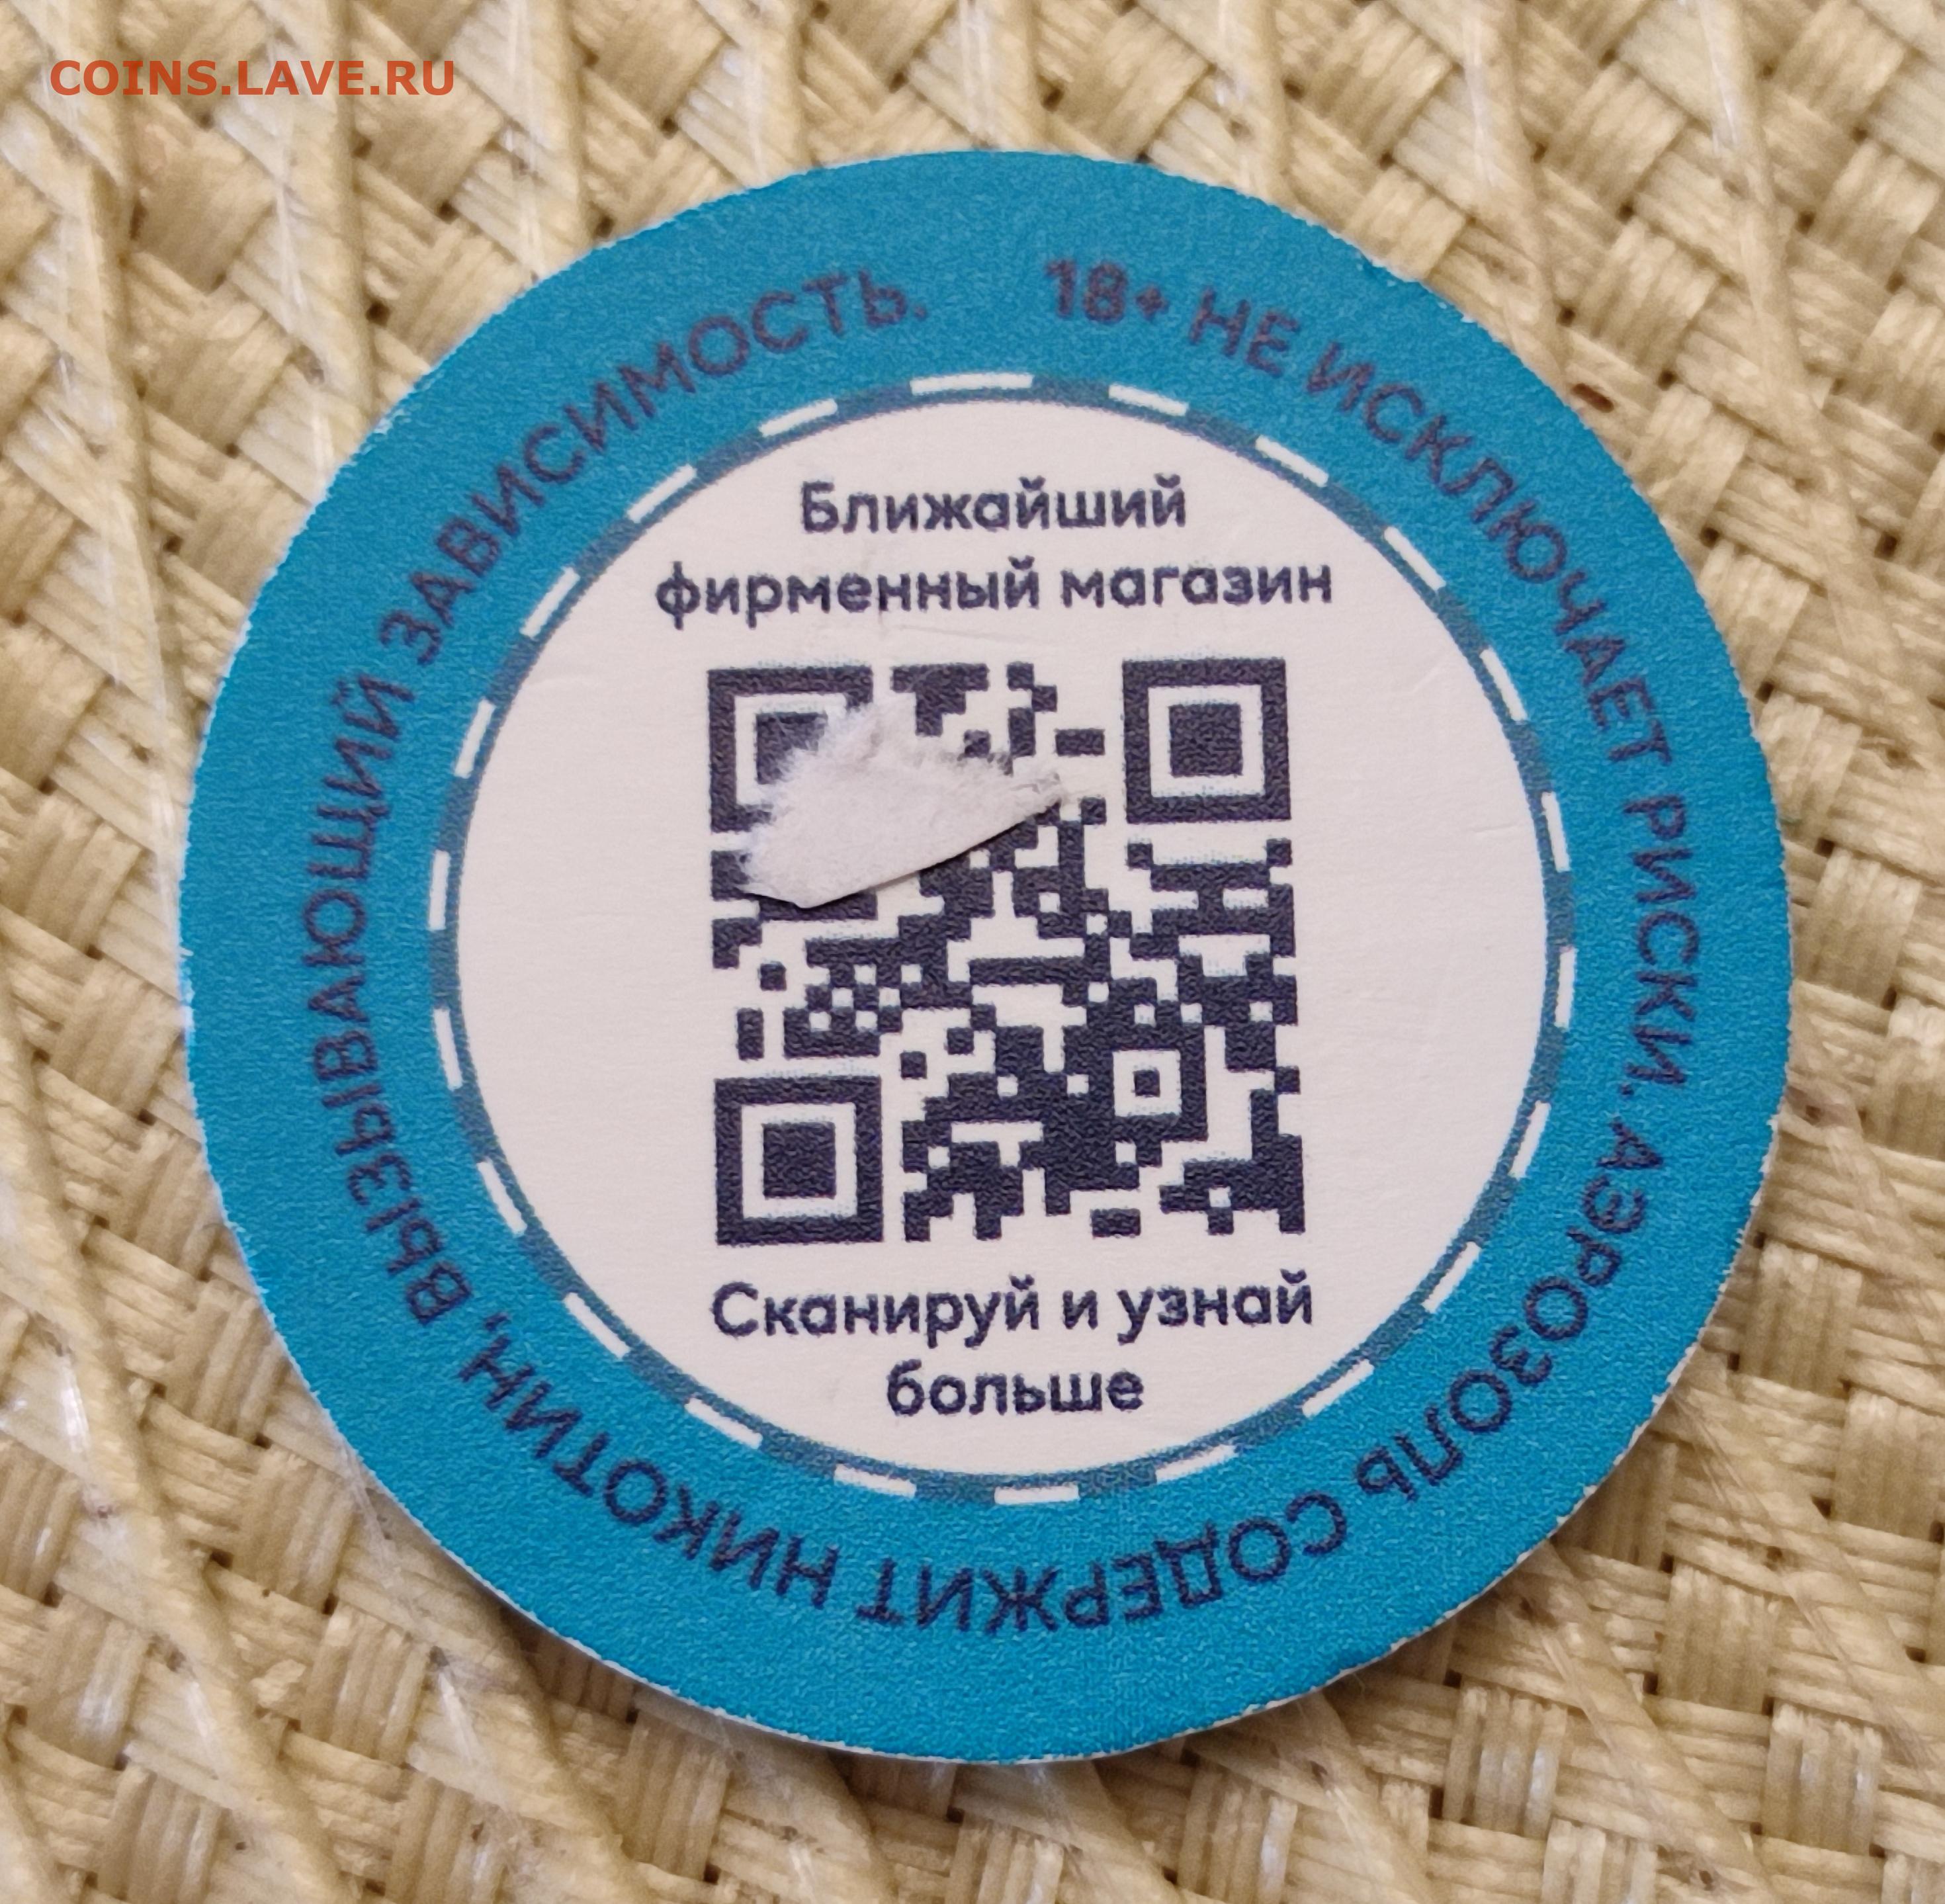 COINS.LAVE.RU
18+ НЕ ИСКЛЮЧАЕТ РИСКИ. АЭРОЗОЛЬ СОДЕРЖИТ НИКОТИН, ВЫЗЫВАЮЩИЙ ЗАВИСИМОСТЬ.
Ближайший
фирменный магазин
Сканируй и узнай
больше